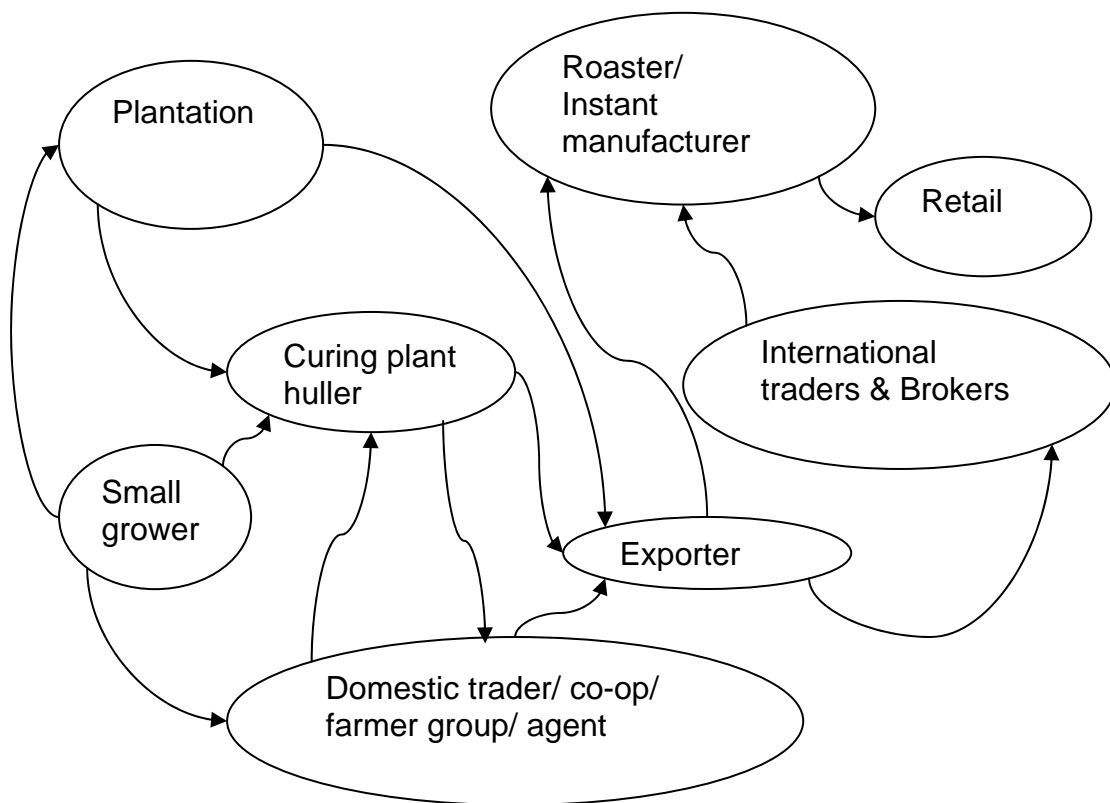 Plantation
Roaster/
Instant
manufacturer
Retail
Curing plant
huller
International
traders & Brokers
Small
grower
Exporter
Domestic trader/ co-op/
farmer group/ agent